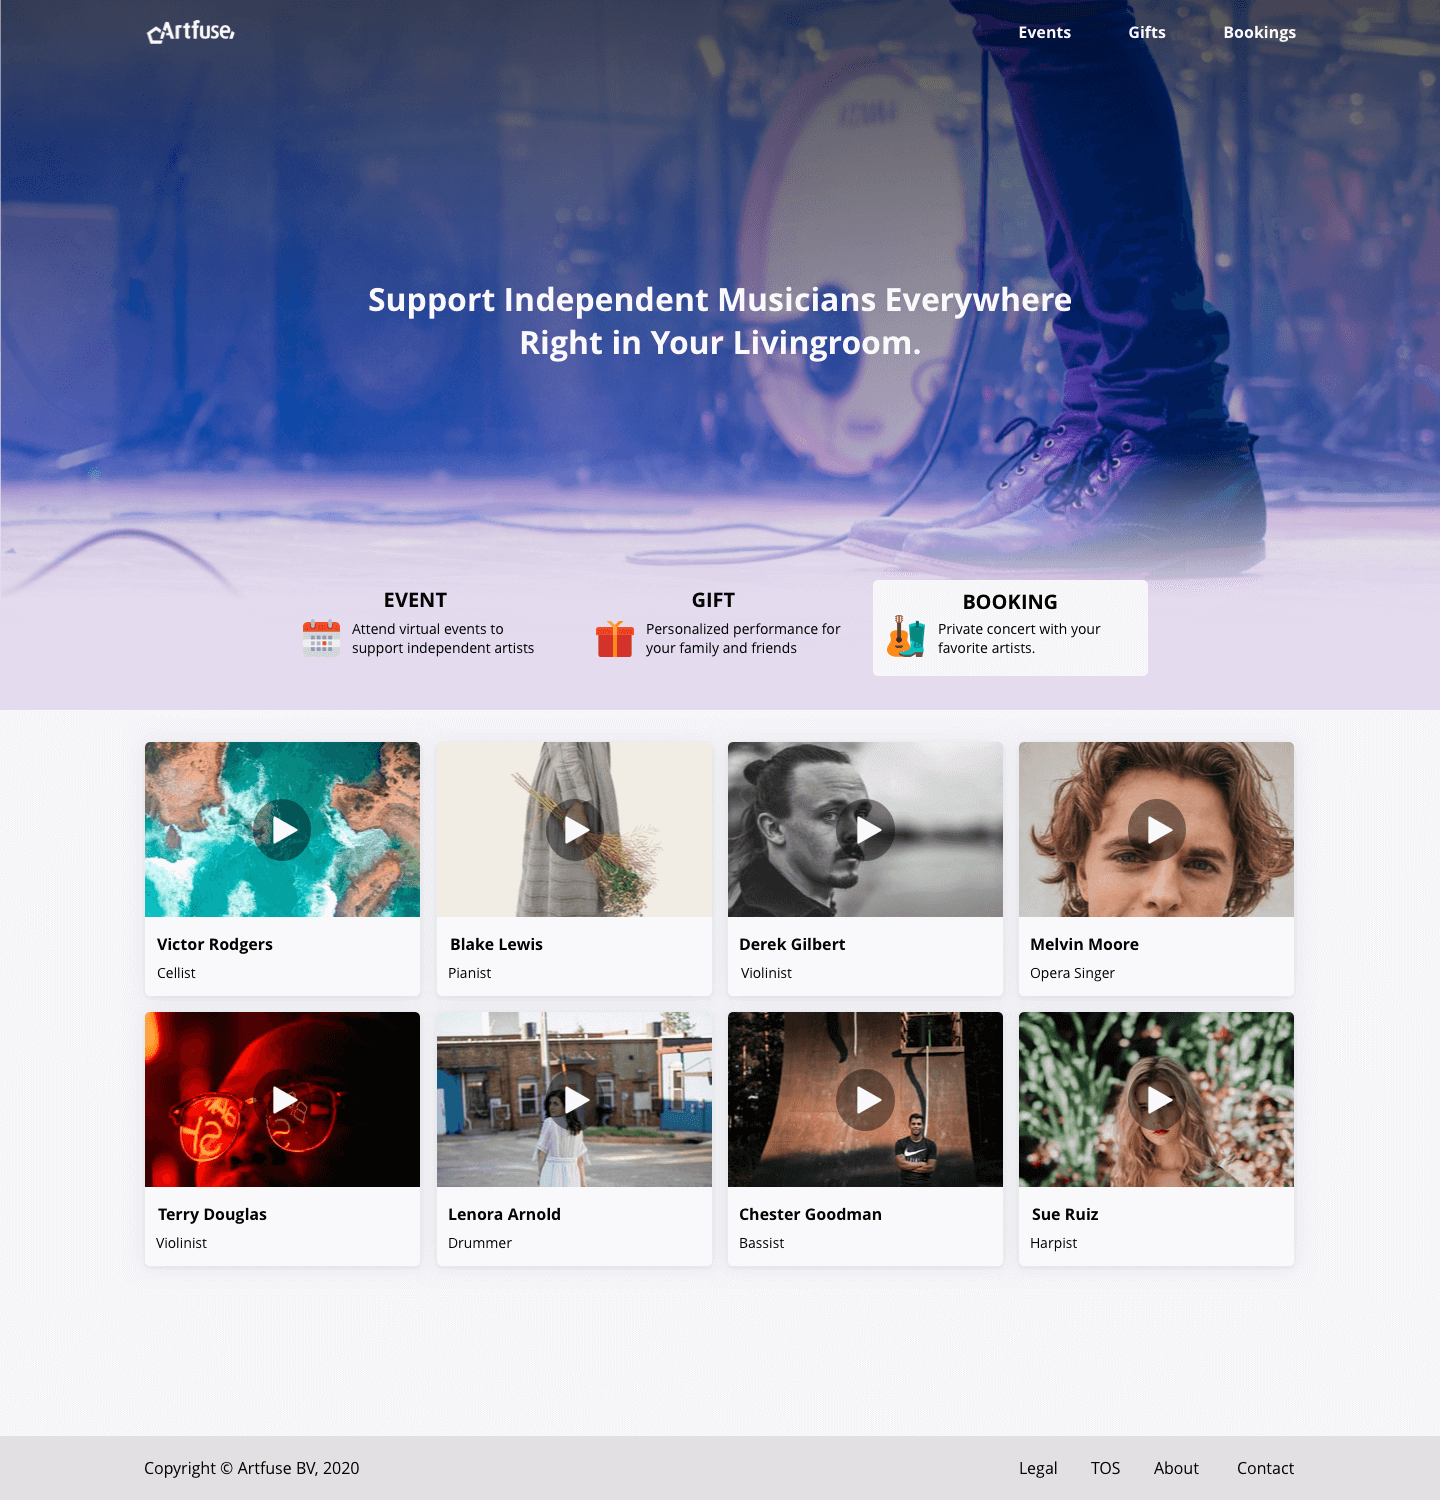 Artfuse
Events Gifts Bookings
Support Independent Musicians Everywhere
Right in Your Livingroom.
EVENT
Attend virtual events to
support independent artists
GIFT
Personalized performance for
your family and friends
BOOKING
Private concert with your
favorite artists.
Victor Rodgers
Cellist
Blake Lewis
Pianist
Derek Gilbert
Violinist
Melvin Moore
Opera Singer
Terry Douglas
Violinist
Lenora Arnold
Drummer
Chester Goodman
Bassist
Sue Ruiz
Harpist
Copyright © Artfuse BV, 2020
Legal TOS About Contact